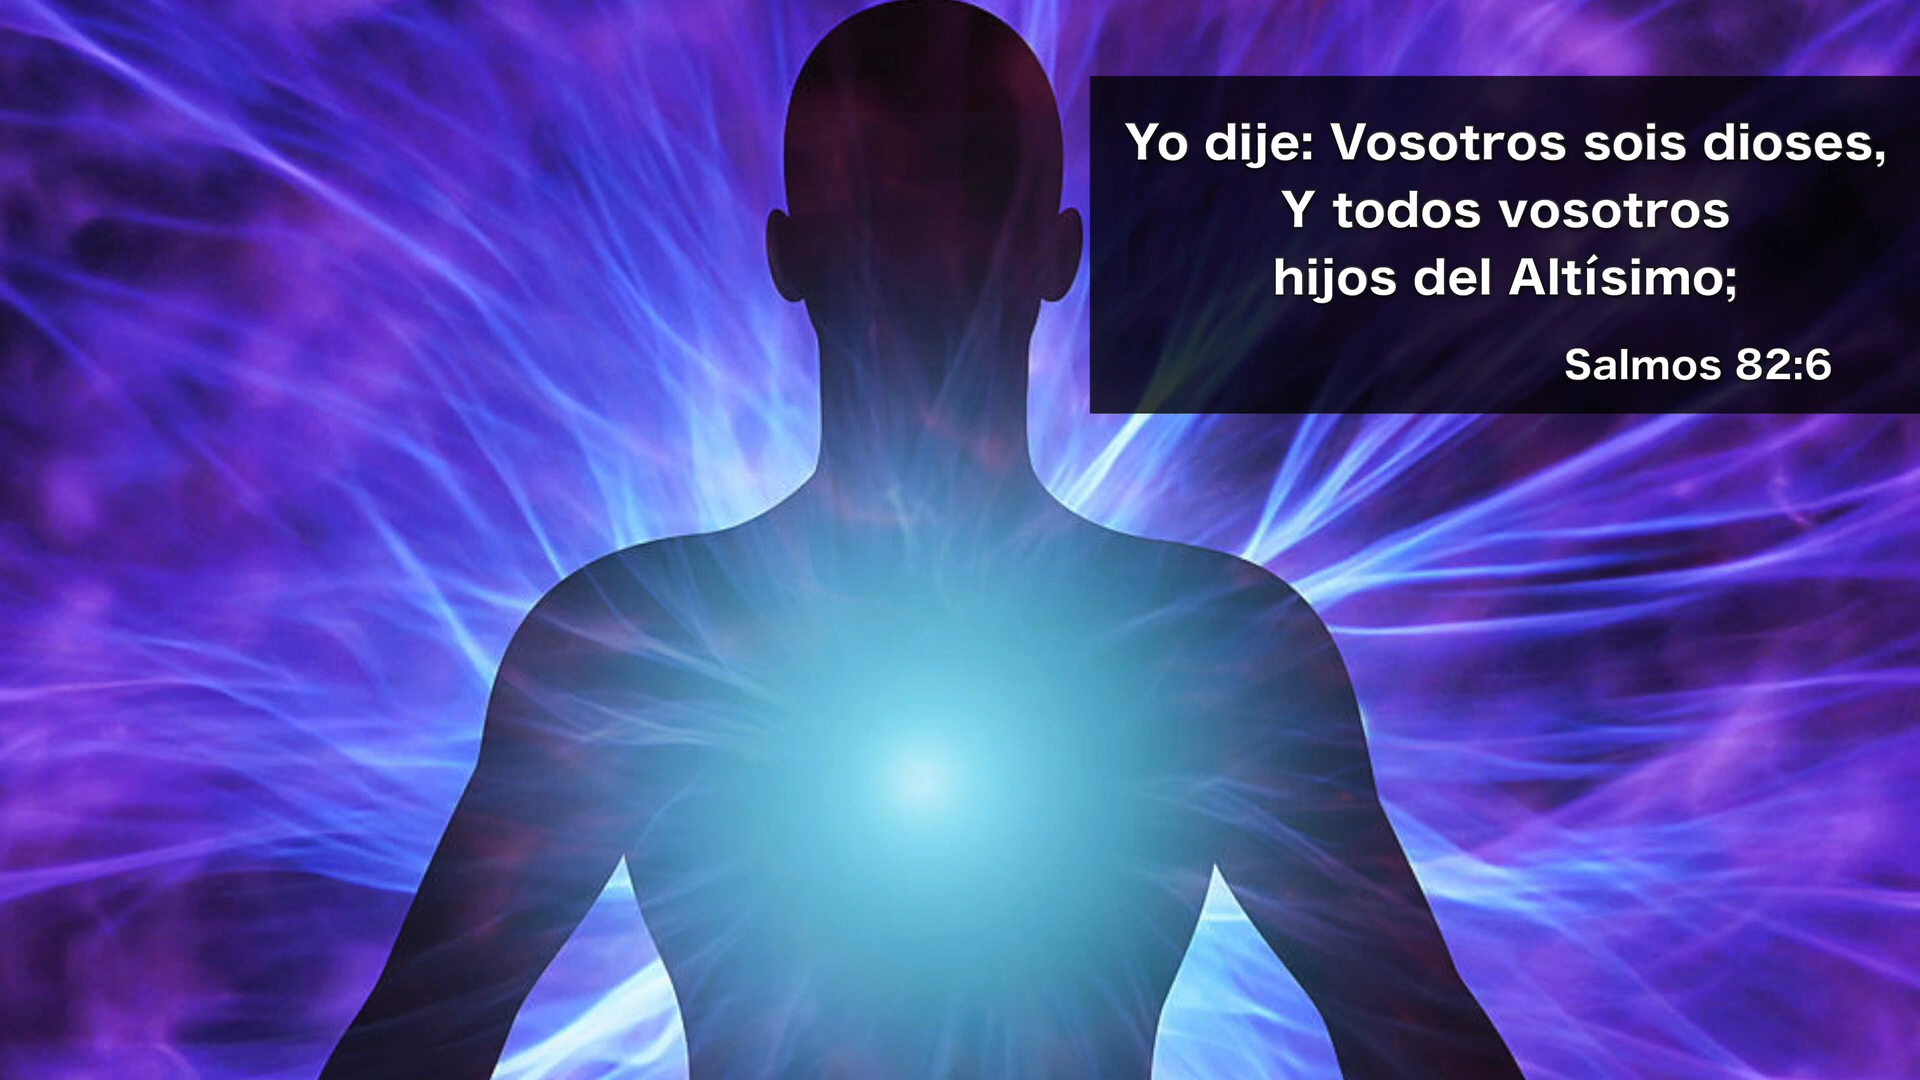 Yo dije: Vosotros sois dioses,
Y todos vosotros
hijos del Altísimo;
Salmos 82:6